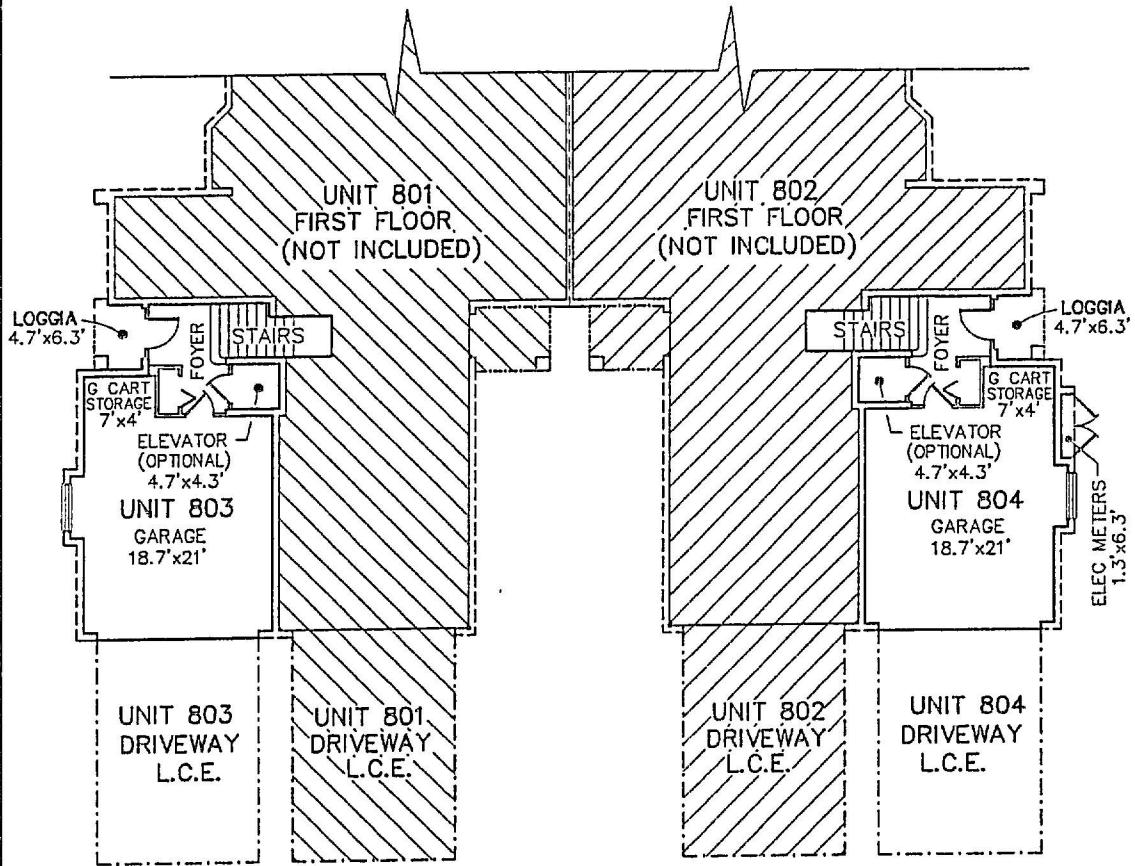 UNIT 801
FIRST FLOOR
(NOT INCLUDED)
UNIT 802
FIRST FLOOR
(NOT INCLUDED)
LOGGIA
4.7'x6.3'
FOYER
STAIRS
STAIRS
FOYER
LOGGIA
4.7'x6.3'
G CART
STORAGE
7'x4'
G CART
STORAGE
7'x4'
ELEVATOR
(OPTIONAL)
4.7'x4.3'
ELEVATOR
(OPTIONAL)
4.7'x4.3'
UNIT 803
GARAGE
18.7'x21'
UNIT 804
GARAGE
18.7'x21'
ELEC METERS
1.3'x6.3'
UNIT 803
DRIVEWAY
L.C.E.
UNIT 801
DRIVEWAY
L.C.E.
UNIT 802
DRIVEWAY
L.C.E.
UNIT 804
DRIVEWAY
L.C.E.